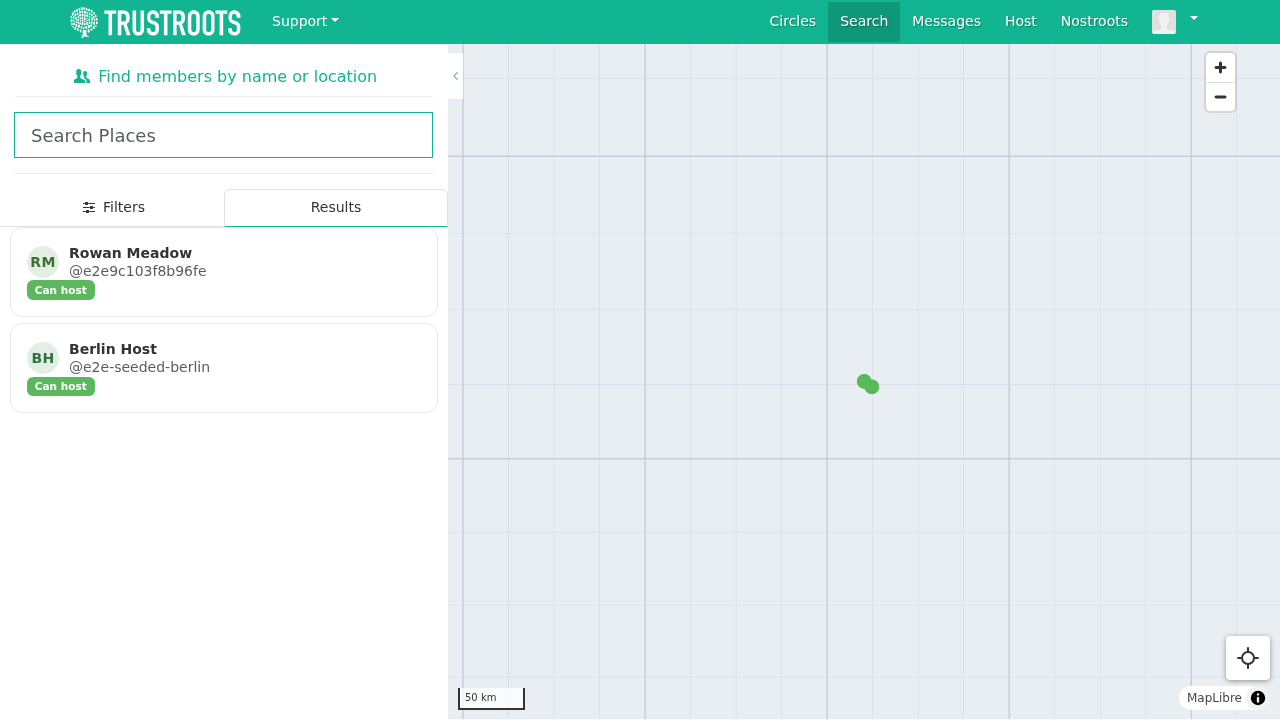 TRUSTROOTS
Support
Circles
Search
Messages
Host
Nostroots
Find members by name or location
Search Places
Filters
Results
RM
Rowan Meadow
@e2e9c103f8b96fe
Can host
BH
Berlin Host
@e2e-seeded-berlin
Can host
50 km
MapLibre